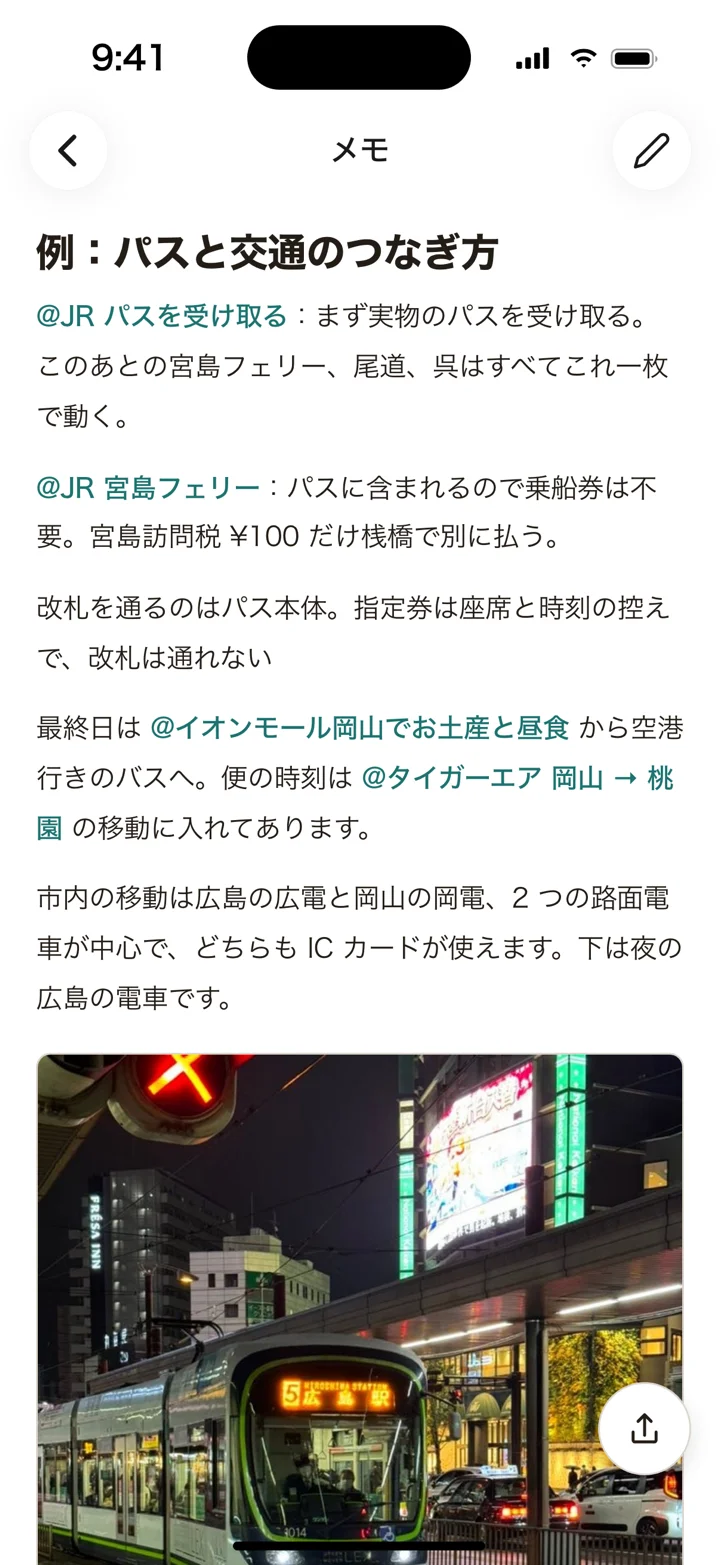 9:41
メモ
例：パスと交通のつなぎ方
@JR パスを受け取る：まず実物のパスを受け取る。
このあとの宮島フェリー、尾道、呉はすべてこれ一枚
で動く。
@JR 宮島フェリー：パスに含まれるので乗船券は不
要。宮島訪問税 ¥100 だけ桟橋で別に払う。
改札を通るのはパス本体。指定券は座席と時刻の控え
で、改札は通れない
最終日は @イオンモール岡山でお土産と昼食 から空港
行きのバスへ。便の時刻は @タイガーエア 岡山 → 桃
園 の移動に入れてあります。
市内の移動は広島の広電と岡山の岡電、2 つの路面電
車が中心で、どちらも IC カードが使えます。下は夜の
広島の電車です。
FRESA INN
5 HIROSHIMA STATION
広島駅
1014